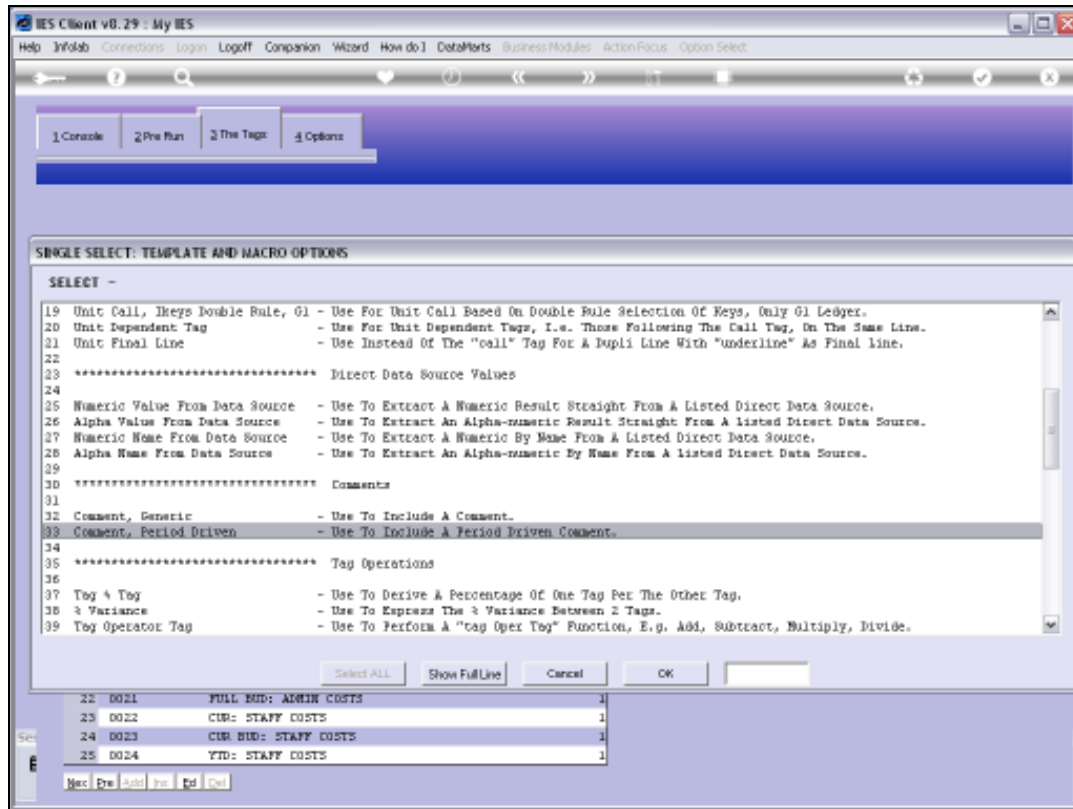 IES Client v8.29 : My IES
Help Infolab Connections Logon Logoff Companion Wizard How do I DataMarts Business Modules Action Focus Option Select
1 Console 2 Pre Run 3 The Tags 4 Options
SINGLE SELECT: TEMPLATE AND MACRO OPTIONS
SELECT -
19 Unit Call, Ikeys Double Rule, Gl - Use For Unit Call Based On Double Rule Selection Of Keys, Only Gl Ledger.
20 Unit Dependent Tag - Use For Unit Dependent Tags, I.e. Those Following The Call Tag, On The Same Line.
21 Unit Final Line - Use Instead Of The "call" Tag For A Dupli Line With "underline" As Final Line.
22
23 ******************************** Direct Data Source Values
24
25 Numeric Value From Data Source - Use To Extract A Numeric Result Straight From A Listed Direct Data Source.
26 Alpha Value From Data Source - Use To Extract An Alpha-numeric Result Straight From A Listed Direct Data Source.
27 Numeric Name From Data Source - Use To Extract A Numeric By Name From A Listed Direct Data Source.
28 Alpha Name From Data Source - Use To Extract An Alpha-numeric By Name From A Listed Direct Data Source.
29
30 ******************************** Comments
31
32 Comment, Generic - Use To Include A Comment.
33 Comment, Period Driven - Use To Include A Period Driven Comment.
34
35 ******************************** Tag Operations
36
37 Tag % Tag - Use To Derive A Percentage Of One Tag Per The Other Tag.
38 % Variance - Use To Express The % Variance Between 2 Tags.
39 Tag Operator Tag - Use To Perform A "tag Oper Tag" Function, E.g. Add, Subtract, Multiply, Divide.
Select ALL Show Full Line Cancel OK
22 0021 FULL BUD: ADMIN COSTS 1
23 0022 CUR: STAFF COSTS 1
24 0023 CUR BUD: STAFF COSTS 1
25 0024 YTD: STAFF COSTS 1
Nex Pre Add Ins Ed Del